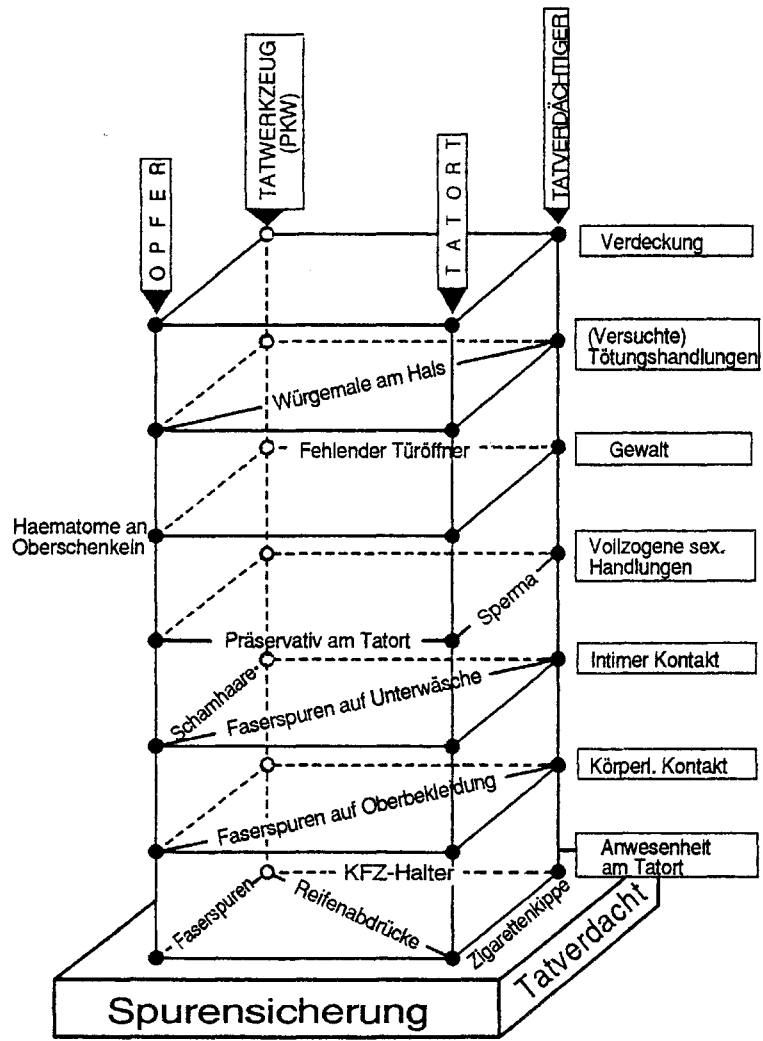 TATWERKZEUG
(PKW)
TATVERDÄCHTIGER
OPFER
TATORT
Verdeckung
(Versuchte)
Tötungshandlungen
Würgemale am Hals
Fehlender Türöffner
Gewalt
Haematome an
Oberschenkeln
Vollzogene sex.
Handlungen
Sperma
Präservativ am Tatort
Intimer Kontakt
Schamhaare
Faserspuren auf Unterwäsche
Körperl. Kontakt
Faserspuren auf Oberbekleidung
Anwesenheit
am Tatort
KFZ-Halter
Faserspuren
Reifenabdrücke
Zigarettenkippe
Tatverdacht
Spurensicherung